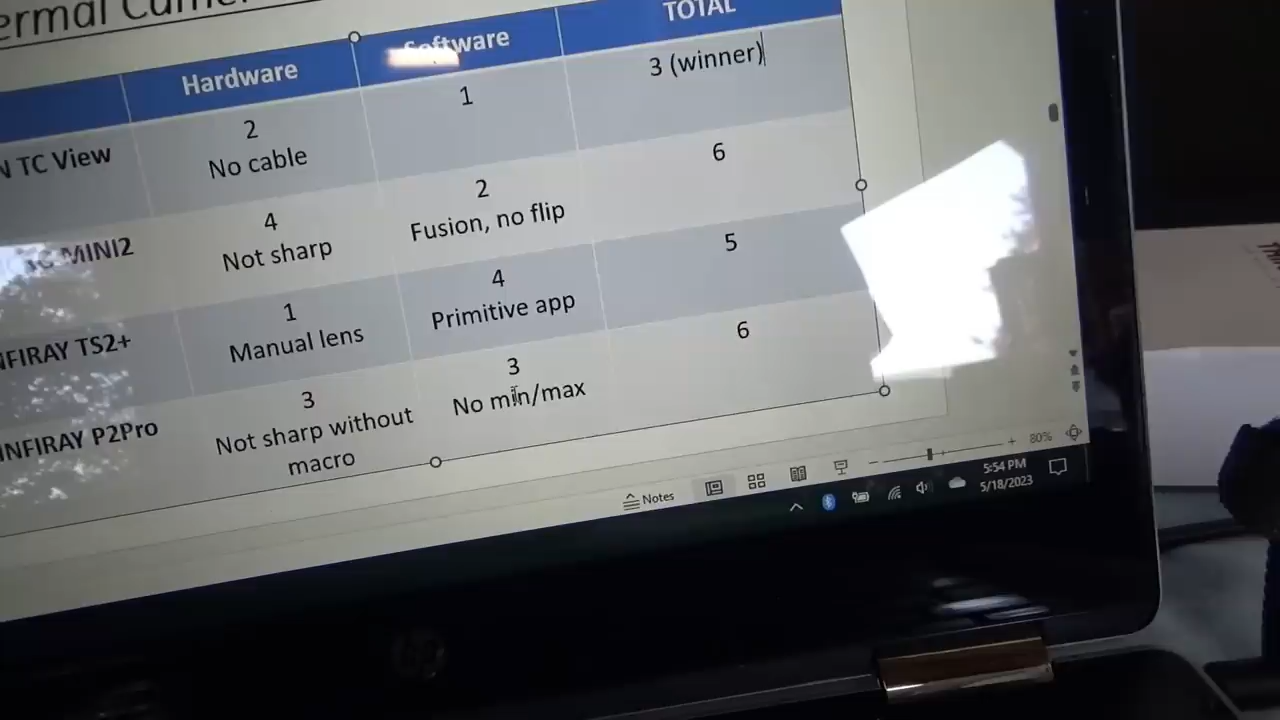 ermal Camer
Hardware Software TOTAL
N TC View 2 1 3 (winner)
No cable
MINI2 4 2 6
Not sharp Fusion, no flip
NFIRAY TS2+ 1 4 5
Manual lens Primitive app
INFIRAY P2Pro 3 3 6
Not sharp without No min/max
macro
Notes 80%
5:54 PM
5/18/2023